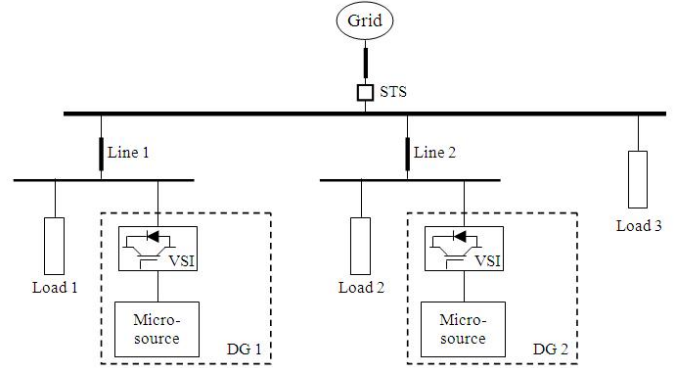 Grid
STS
Line 1
Line 2
Load 3
VSI
VSI
Load 1
Load 2
Micro-
source
Micro-
source
DG 1
DG 2